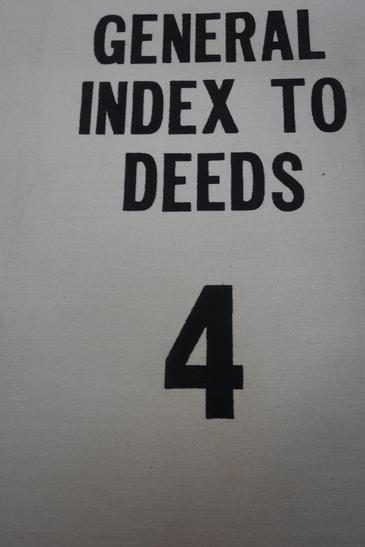 GENERAL
INDEX TO
DEEDS
4